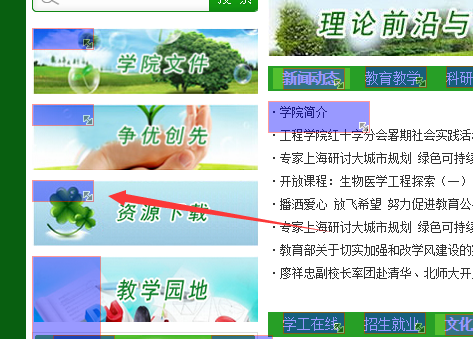 搜 索
理论前沿与
学院文件
新闻动态 教育教学 科研
争优创先
· 学院简介
· 工程学院红十字分会署期社会实践活
· 专家上海研讨大城市规划 绿色可持续
· 开放课程：生物医学工程探索（一）
资源下载
· 播洒爱心 放飞希望 努力促进教育公
· 专家上海研讨大城市规划 绿色可持续
· 教育部关于切实加强和改学风建设的实
· 廖祥忠副校长率团赴清华、北师大开
教学园地
学工在线 招生就业 文化